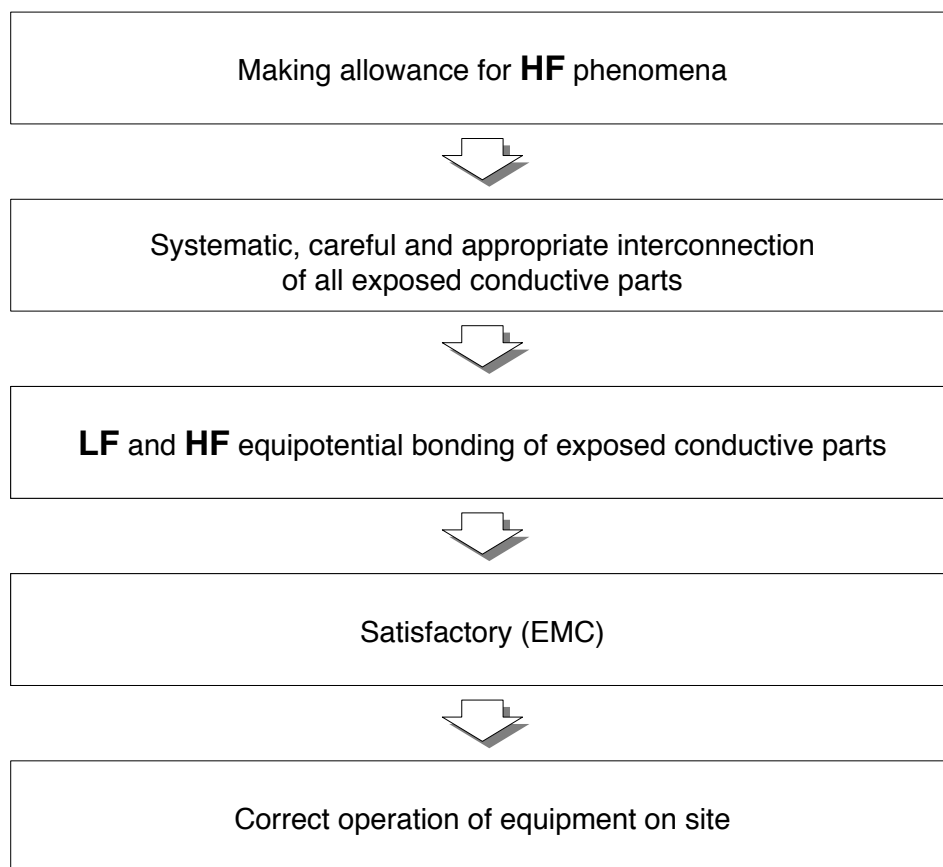 Making allowance for HF phenomena
Systematic, careful and appropriate interconnection
of all exposed conductive parts
LF and HF equipotential bonding of exposed conductive parts
Satisfactory (EMC)
Correct operation of equipment on site